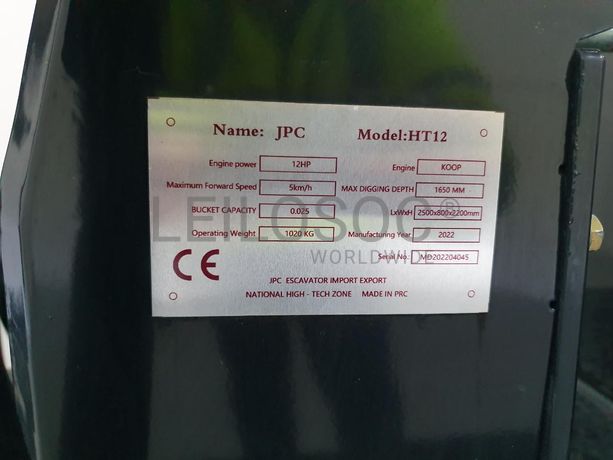 Name: JPC Model:HT12
Engine power 12HP Engine KOOP
Maximum Forward Speed 5km/h MAX DIGGING DEPTH 1650 MM
BUCKET CAPACITY 0.025 LxWxH 2500x800x2200mm
Operating Weight 1020 KG Manufacturing Year 2022
Serial No.: MD202204045
CE
JPC ESCAVATOR IMPORT EXPORT
NATIONAL HIGH - TECH ZONE MADE IN PRC
LEILOSOC®
WORLDWIDE